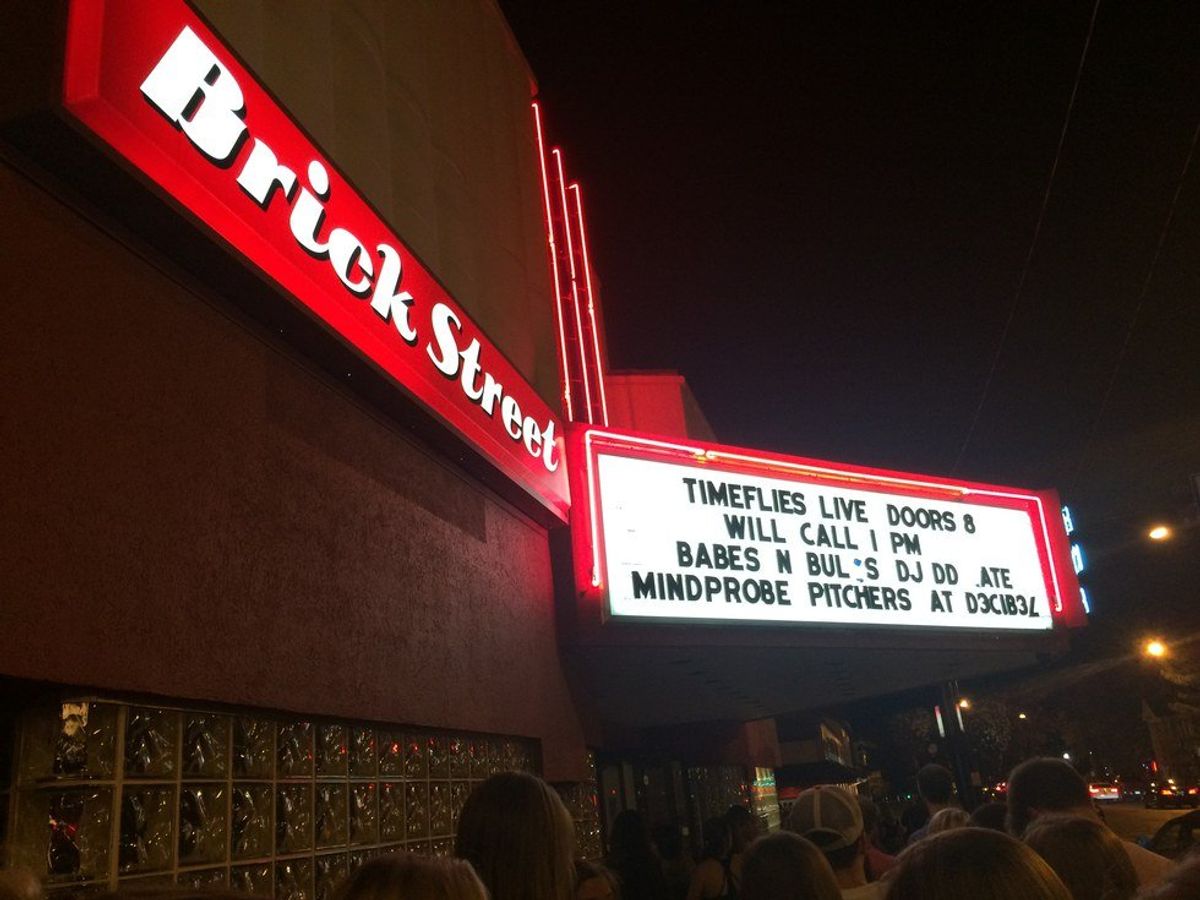 Brick Street
TIMEFLIES LIVE DOORS 8
WILL CALL 1 PM
BABES N DJ DD
MINDPROBE PITCHERS AT D3CIB3L